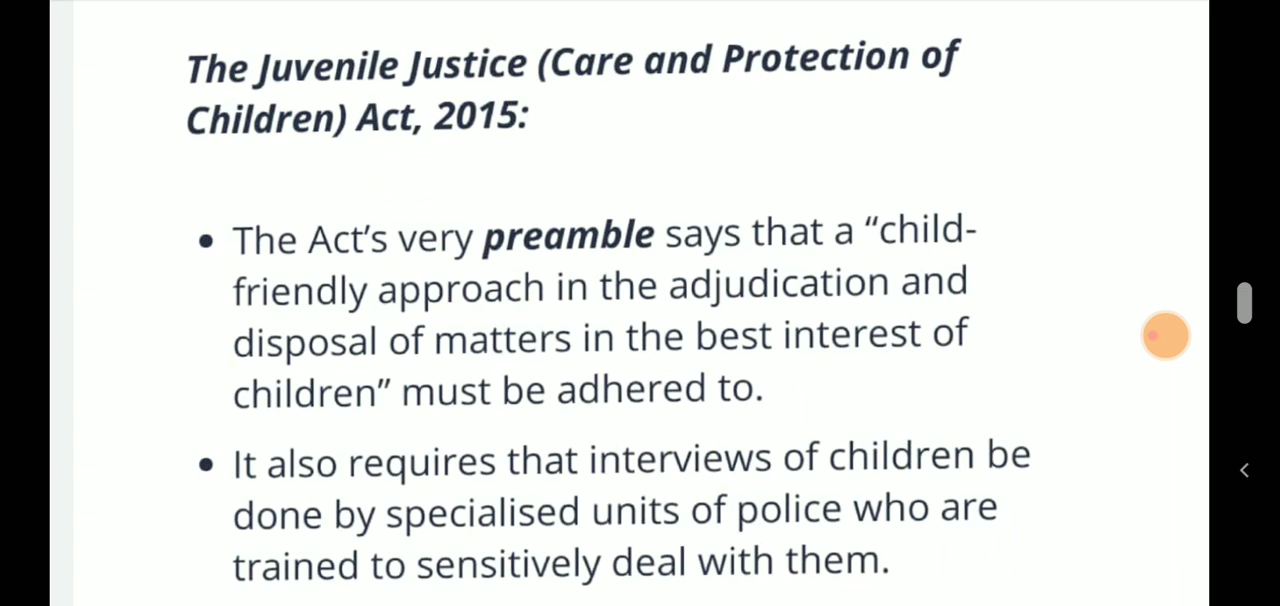 The Juvenile Justice (Care and Protection of
Children) Act, 2015:
• The Act’s very preamble says that a “child-
friendly approach in the adjudication and
disposal of matters in the best interest of
children” must be adhered to.
• It also requires that interviews of children be
done by specialised units of police who are
trained to sensitively deal with them.